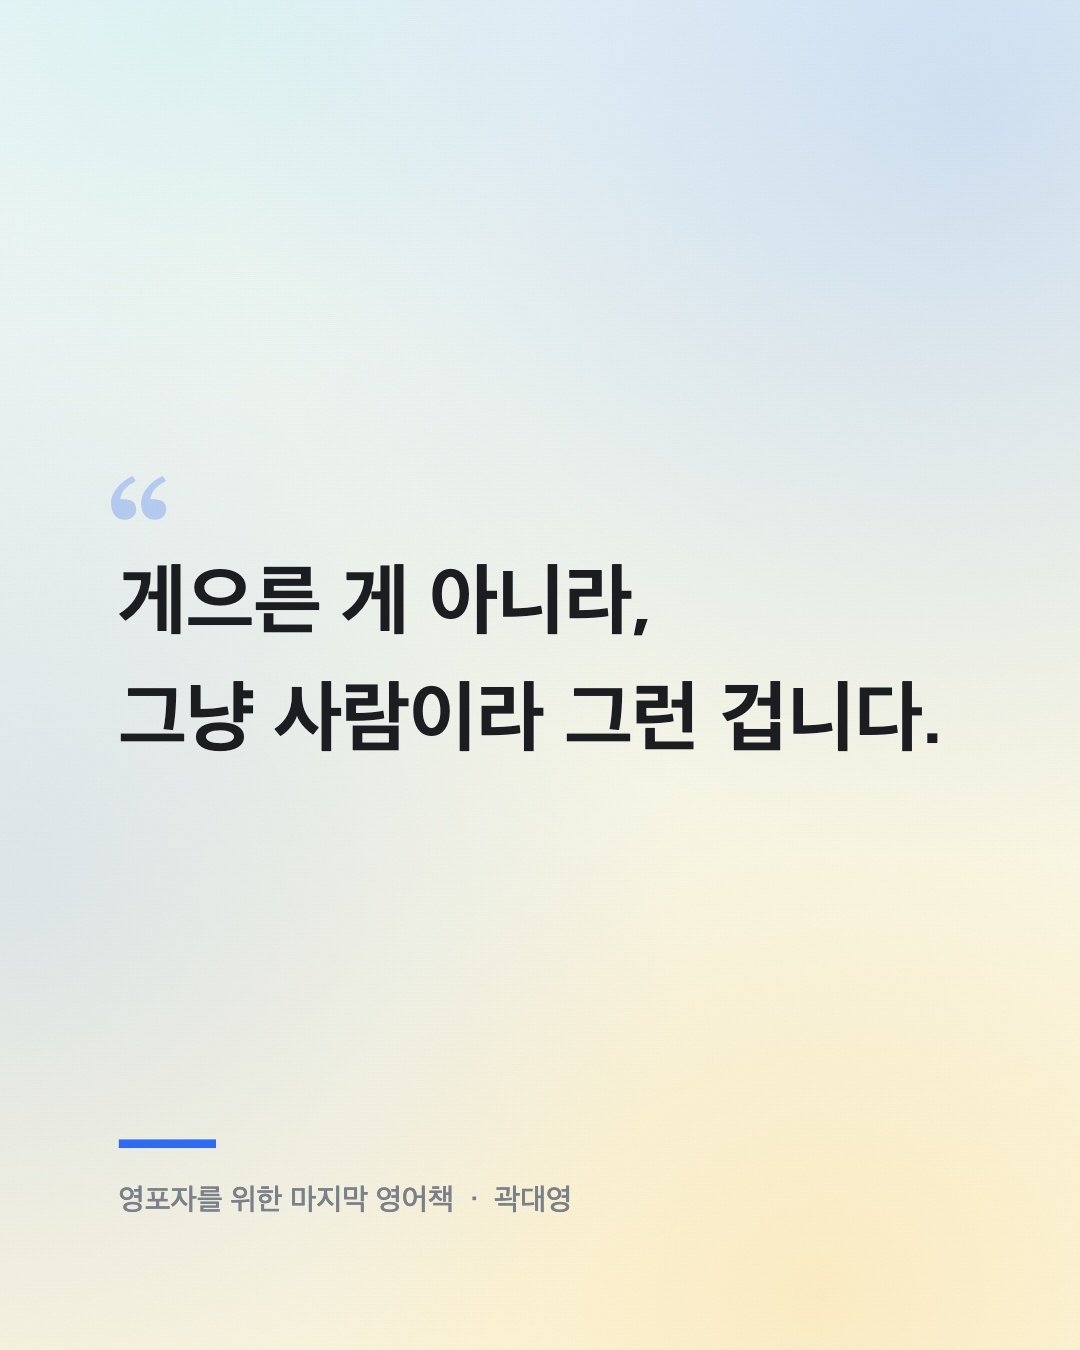 “
게으른 게 아니라,
그냥 사람이라 그런 겁니다.
영포자를 위한 마지막 영어책 · 곽대영